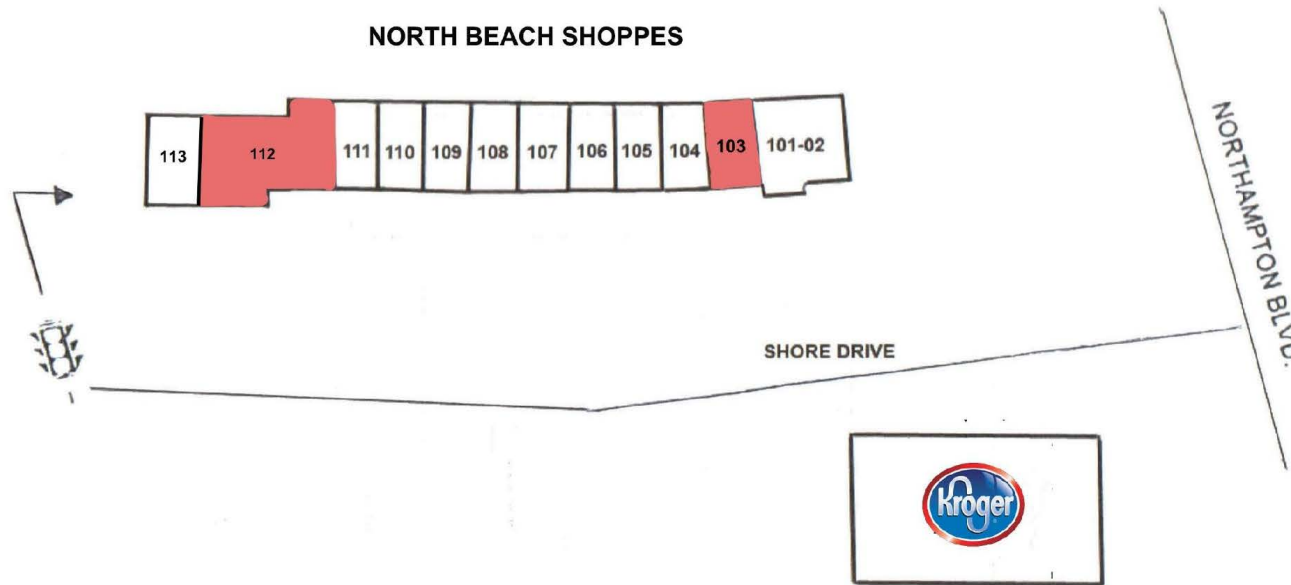 NORTH BEACH SHOPPES
113 112 111 110 109 108 107 106 105 104 103 101-02
NORTHAMPTON BLVD.
SHORE DRIVE
Kroger